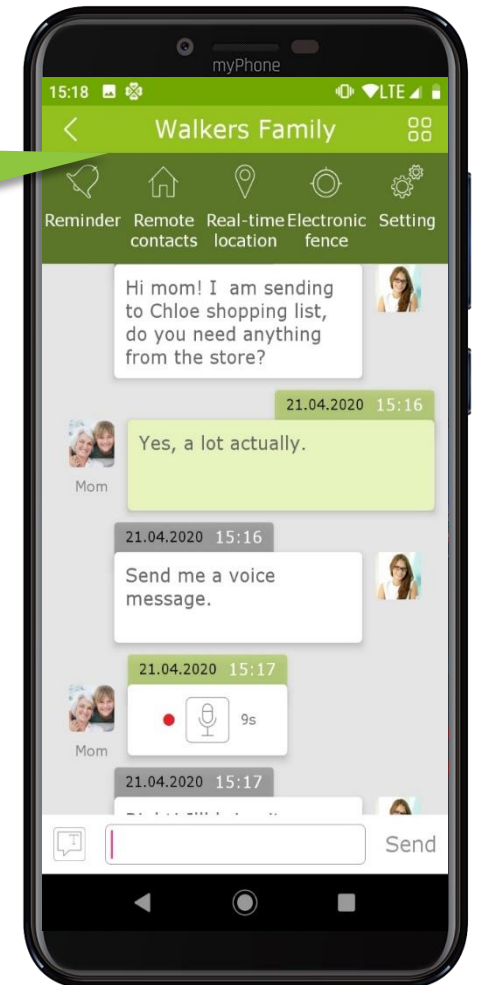 myPhone
15:18 LTE
Walkers Family
Reminder Remote contacts Real-time location Electronic fence Setting
Hi mom! I am sending
to Chloe shopping list,
do you need anything
from the store?
21.04.2020 15:16
Yes, a lot actually.
Mom
21.04.2020 15:16
Send me a voice
message.
21.04.2020 15:17
9s
Mom
21.04.2020 15:17
T
Send